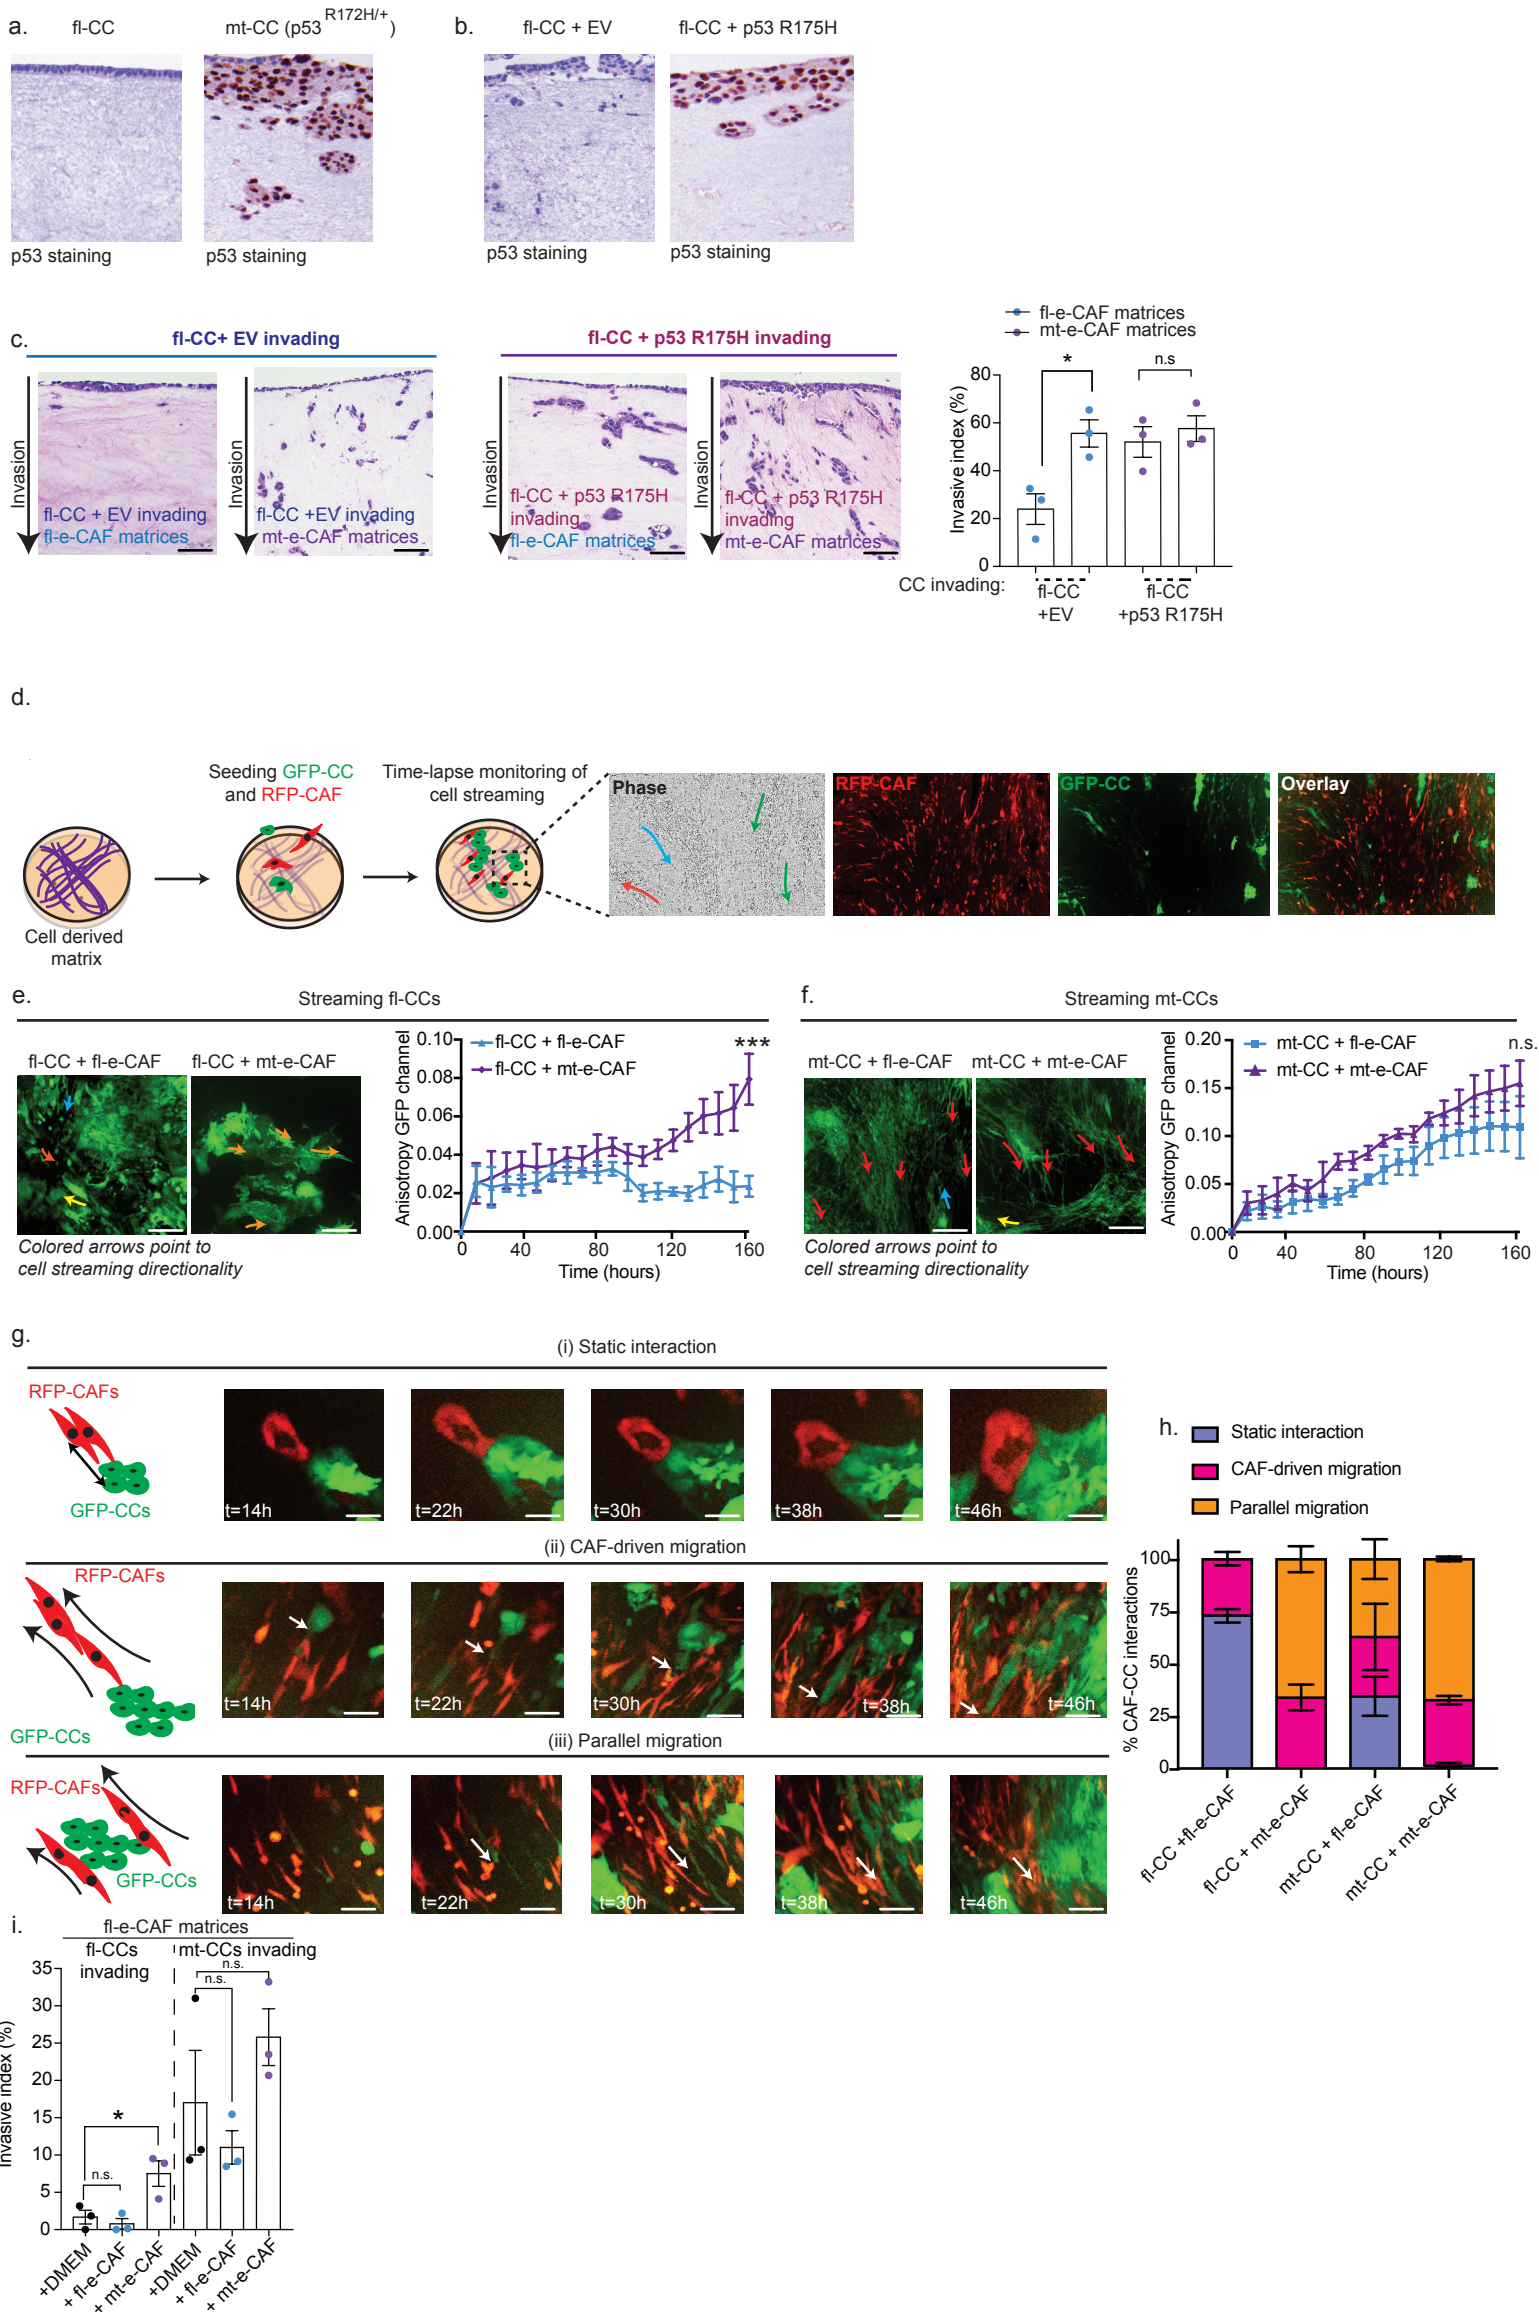 a.
fl-CC
mt-CC (p53 R172H/+)
p53 staining
p53 staining
b.
fl-CC + EV
fl-CC + p53 R175H
p53 staining
p53 staining
c.
fl-CC+ EV invading
Invasion
fl-CC + EV invading
fl-e-CAF matrices
Invasion
fl-CC +EV invading
mt-e-CAF matrices
fl-CC + p53 R175H invading
Invasion
fl-CC + p53 R175H
invading
fl-e-CAF matrices
Invasion
fl-CC + p53 R175H
invading
mt-e-CAF matrices
fl-e-CAF matrices
mt-e-CAF matrices
*
n.s
Invasive index (%)
80
60
40
20
0
CC invading:
fl-CC
+EV
fl-CC
+p53 R175H
d.
Cell derived
matrix
Seeding GFP-CC
and RFP-CAF
Time-lapse monitoring of
cell streaming
Phase
RFP-CAF
GFP-CC
Overlay
e.
Streaming fl-CCs
fl-CC + fl-e-CAF
fl-CC + mt-e-CAF
Colored arrows point to
cell streaming directionality
Anisotropy GFP channel
0.10
0.08
0.06
0.04
0.02
0.00
fl-CC + fl-e-CAF
fl-CC + mt-e-CAF
***
0 40 80 120 160
Time (hours)
f.
Streaming mt-CCs
mt-CC + fl-e-CAF
mt-CC + mt-e-CAF
Colored arrows point to
cell streaming directionality
Anisotropy GFP channel
0.20
0.15
0.10
0.05
0.00
mt-CC + fl-e-CAF
mt-CC + mt-e-CAF
n.s.
0 40 80 120 160
Time (hours)
g.
(i) Static interaction
RFP-CAFs
GFP-CCs
t=14h
t=22h
t=30h
t=38h
t=46h
(ii) CAF-driven migration
RFP-CAFs
GFP-CCs
t=14h
t=22h
t=30h
t=38h
t=46h
(iii) Parallel migration
RFP-CAFs
GFP-CCs
t=14h
t=22h
t=30h
t=38h
t=46h
h.
Static interaction
CAF-driven migration
Parallel migration
% CAF-CC interactions
100
75
50
25
0
fl-CC +fl-e-CAF
fl-CC + mt-e-CAF
mt-CC + fl-e-CAF
mt-CC + mt-e-CAF
i.
fl-e-CAF matrices
fl-CCs
invading
mt-CCs invading
n.s.
n.s.
*
n.s.
Invasive index (%)
35
30
25
20
15
10
5
0
+DMEM
+ fl-e-CAF
+ mt-e-CAF
+DMEM
+ fl-e-CAF
+ mt-e-CAF